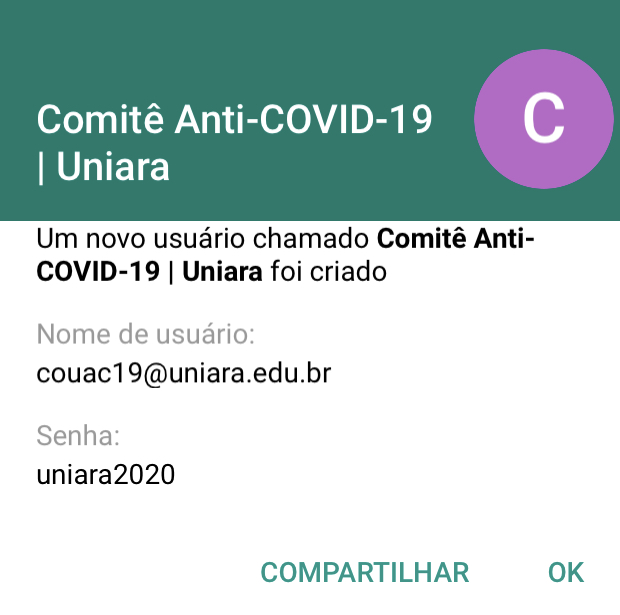 Comitê Anti-COVID-19
| Uniara
C
Um novo usuário chamado Comitê Anti-
COVID-19 | Uniara foi criado
Nome de usuário:
couac19@uniara.edu.br
Senha:
uniara2020
COMPARTILHAR OK